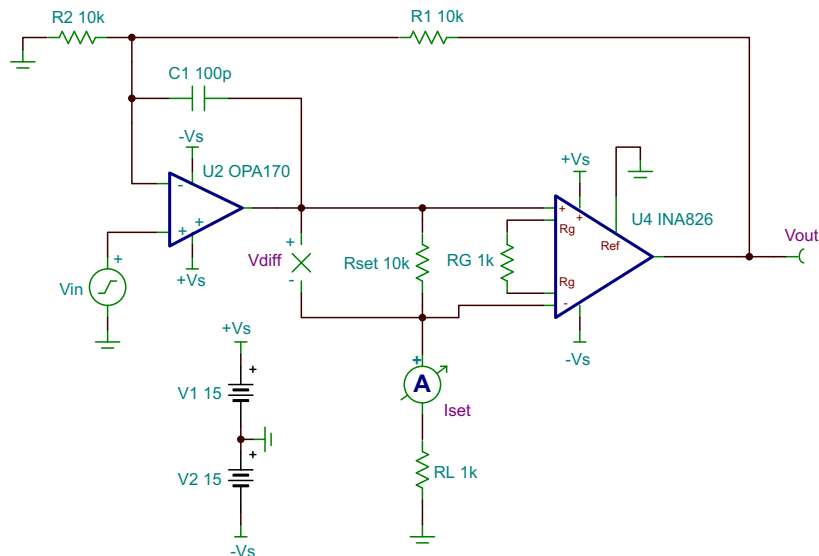 R2 10k
R1 10k
C1 100p
-Vs
U2 OPA170
-
+
+
+Vs
Vin
+
+
Vdiff
-
Rset 10k
RG 1k
+Vs
+
+
Rg
Rg
-
Ref
U4 INA826
-Vs
Vout
+
A
Iset
RL 1k
+Vs
+
V1 15
+
V2 15
-Vs